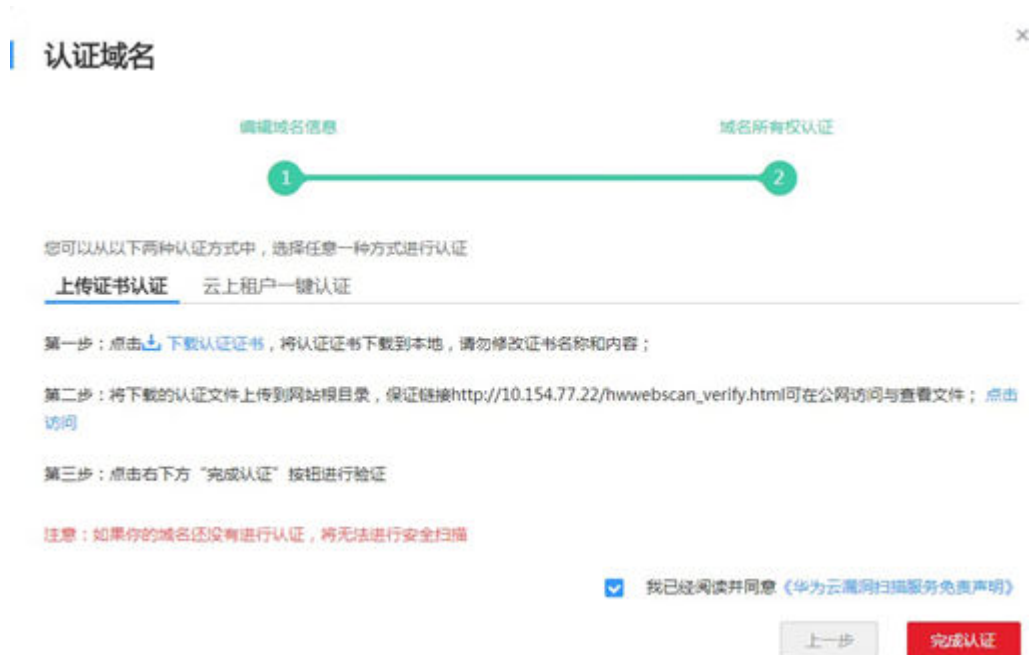 ×
认证域名
编辑域名信息 域名所有权认证
1 2
您可以从以下两种认证方式中，选择任意一种方式进行认证
上传证书认证 云上租户一键认证
第一步：点击 下载认证证书，将认证证书下载到本地，请勿修改证书名称和内容；
第二步：将下载的认证文件上传到网站根目录，保证链接http://10.154.77.22/hwwebscan_verify.html可在公网访问与查看文件；点击
访问
第三步：点击右下方“完成认证”按钮进行验证
注意：如果你的域名还没有进行认证，将无法进行安全扫描
我已经阅读并同意《华为云漏洞扫描服务免责声明》
上一步 完成认证